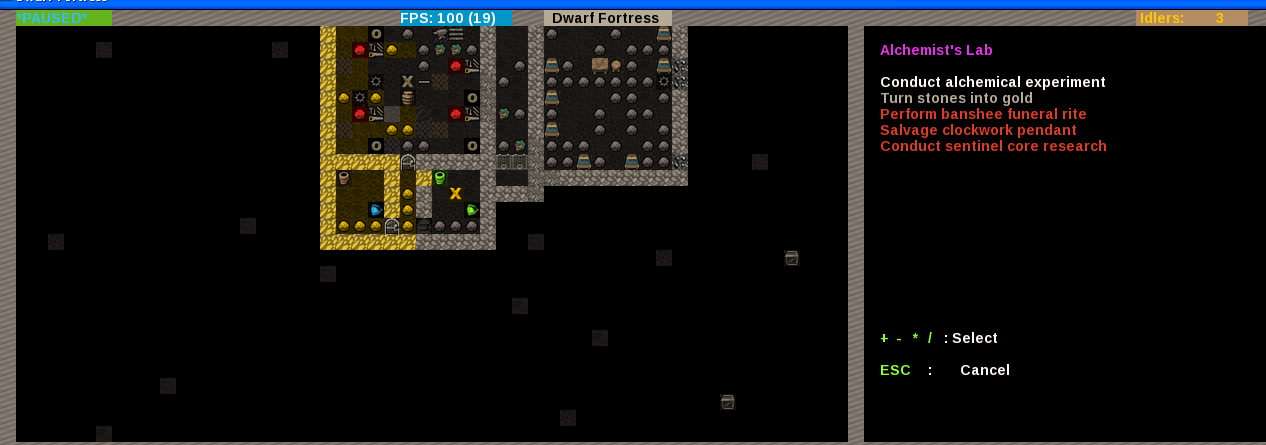 *PAUSED* FPS: 100 (19) Dwarf Fortress Idlers: 3
Alchemist's Lab
Conduct alchemical experiment
Turn stones into gold
Perform banshee funeral rite
Salvage clockwork pendant
Conduct sentinel core research
+ - * / : Select
ESC : Cancel